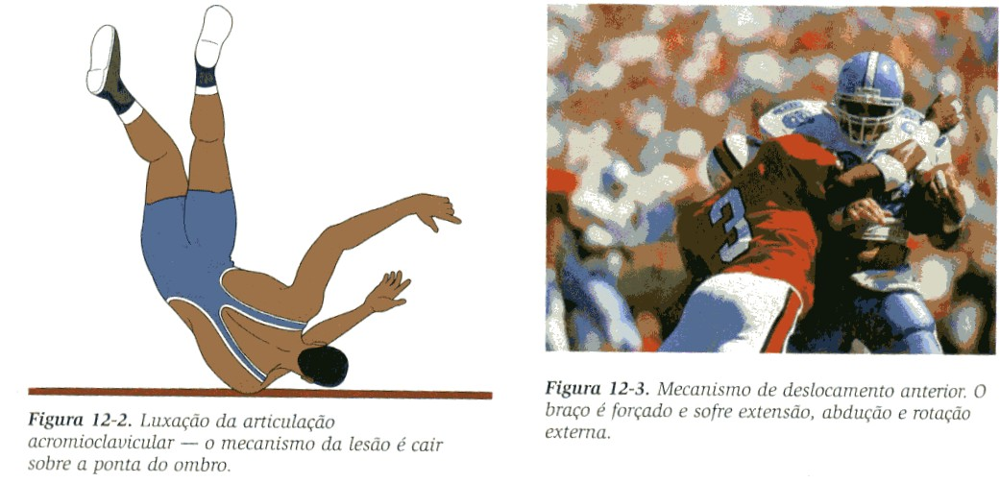 3
Figura 12-2. Luxação da articulação
acromioclavicular — o mecanismo da lesão é cair
sobre a ponta do ombro.
Figura 12-3. Mecanismo de deslocamento anterior. O
braço é forçado e sofre extensão, abdução e rotação
externa.